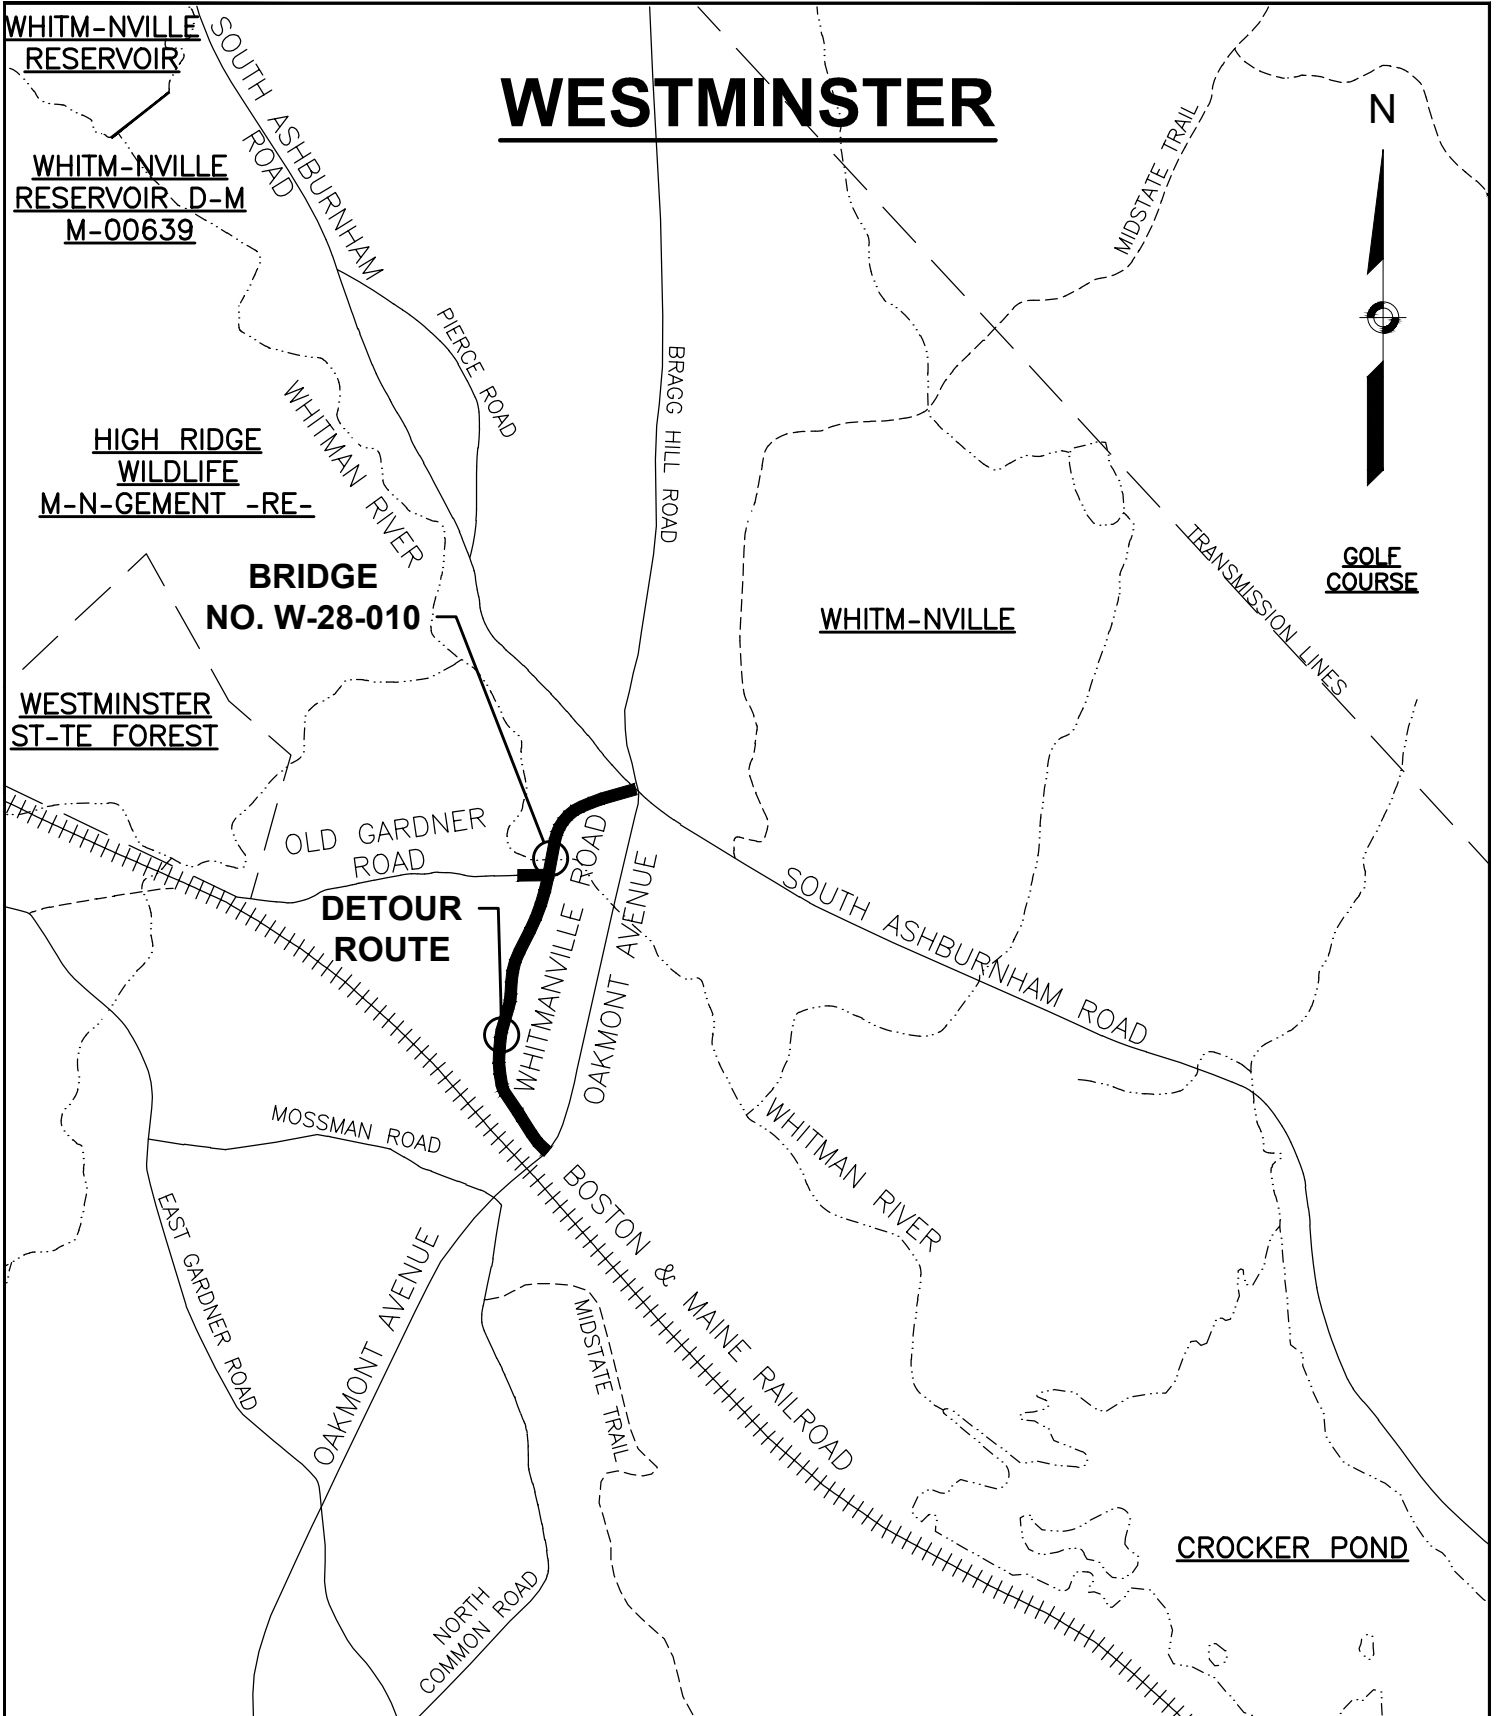 WHITM-NVILLE
RESERVOIR
SOUTH ASHBURNHAM
ROAD
WESTMINSTER
N
MIDSTATE TRAIL
WHITM-NVILLE
RESERVOIR D-M
M-00639
PIERCE ROAD
BRAGG HILL ROAD
WHITMAN RIVER
HIGH RIDGE
WILDLIFE
M-N-GEMENT -RE-
TRANSMISSION LINES
GOLF
COURSE
BRIDGE
NO. W-28-010
WHITM-NVILLE
WESTMINSTER
ST-TE FOREST
OLD GARDNER
ROAD
DETOUR
ROUTE
WHITMANVILLE ROAD
OAKMONT AVENUE
SOUTH ASHBURNHAM ROAD
MOSSMAN ROAD
WHITMAN RIVER
EAST GARDNER ROAD
OAKMONT AVENUE
BOSTON & MAINE RAILROAD
MIDSTATE TRAIL
CROCKER POND
NORTH
COMMON ROAD